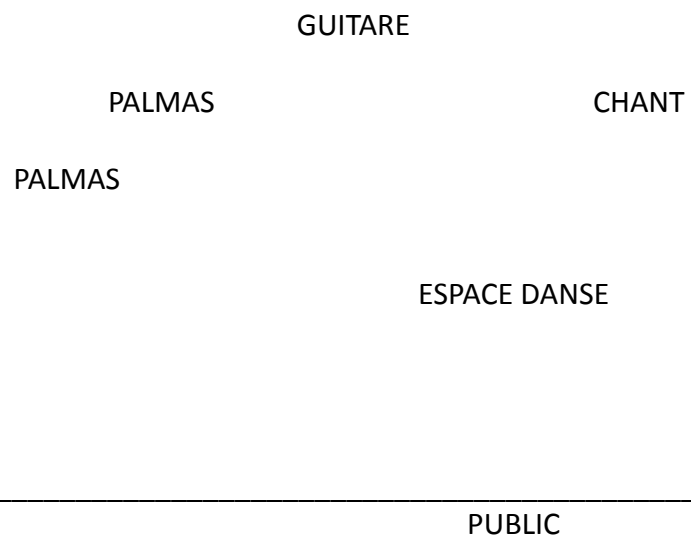 GUITARE
PALMAS CHANT
PALMAS
ESPACE DANSE
PUBLIC